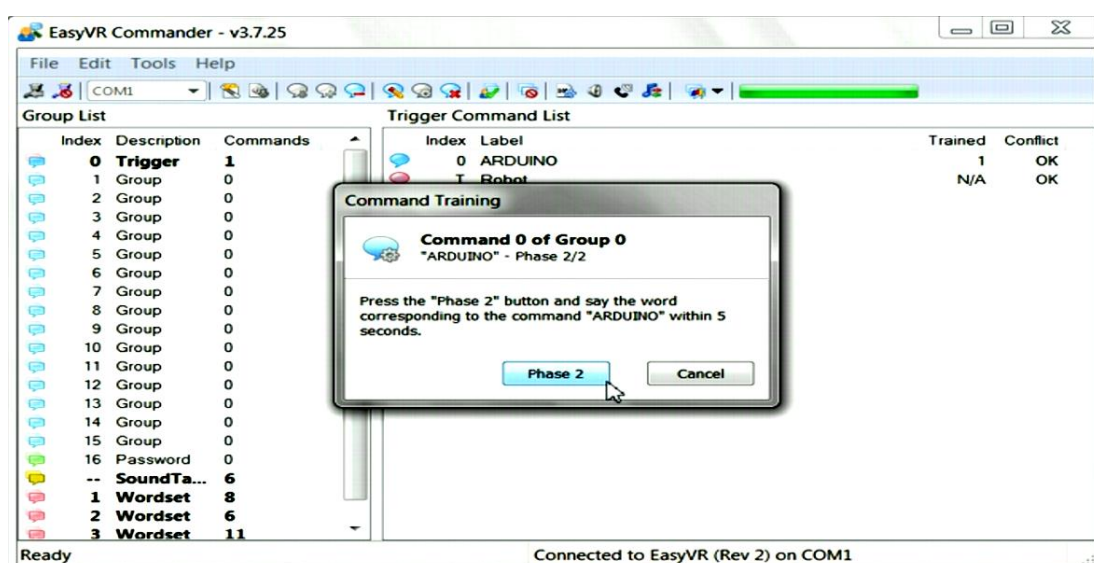 EasyVR Commander - v3.7.25
File Edit Tools Help
COM1
Group List
Index Description Commands
0 Trigger 1
1 Group 0
2 Group 0
3 Group 0
4 Group 0
5 Group 0
6 Group 0
7 Group 0
8 Group 0
9 Group 0
10 Group 0
11 Group 0
12 Group 0
13 Group 0
14 Group 0
15 Group 0
16 Password 0
-- SoundTa... 6
1 Wordset 8
2 Wordset 6
3 Wordset 11
Trigger Command List
Index Label Trained Conflict
0 ARDUINO 1 OK
T Robot N/A OK
Command Training
Command 0 of Group 0
"ARDUINO" - Phase 2/2
Press the "Phase 2" button and say the word
corresponding to the command "ARDUINO" within 5
seconds.
Phase 2 Cancel
Ready Connected to EasyVR (Rev 2) on COM1